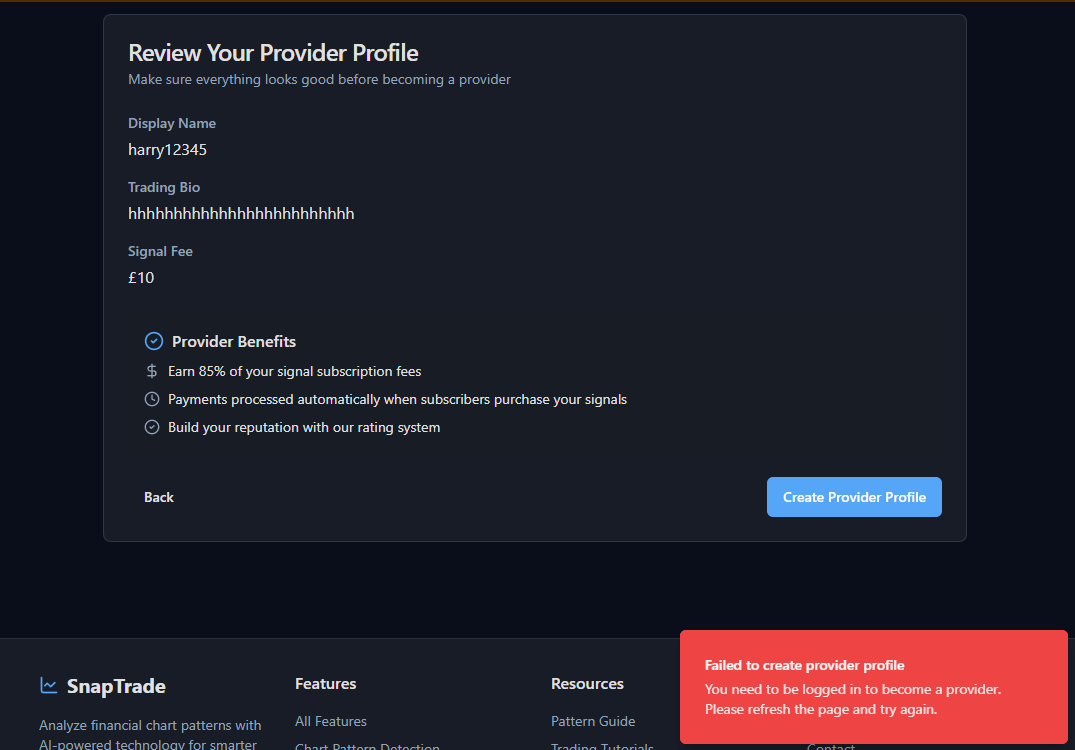 Review Your Provider Profile
Make sure everything looks good before becoming a provider
Display Name
harry12345
Trading Bio
hhhhhhhhhhhhhhhhhhhhhhhhh
Signal Fee
£10
Provider Benefits
Earn 85% of your signal subscription fees
Payments processed automatically when subscribers purchase your signals
Build your reputation with our rating system
Back
Create Provider Profile
SnapTrade
Analyze financial chart patterns with
AI-powered technology for smarter
Features
All Features
Chart Pattern Detection
Resources
Pattern Guide
Trading Tutorials
Contact
Failed to create provider profile
You need to be logged in to become a provider.
Please refresh the page and try again.